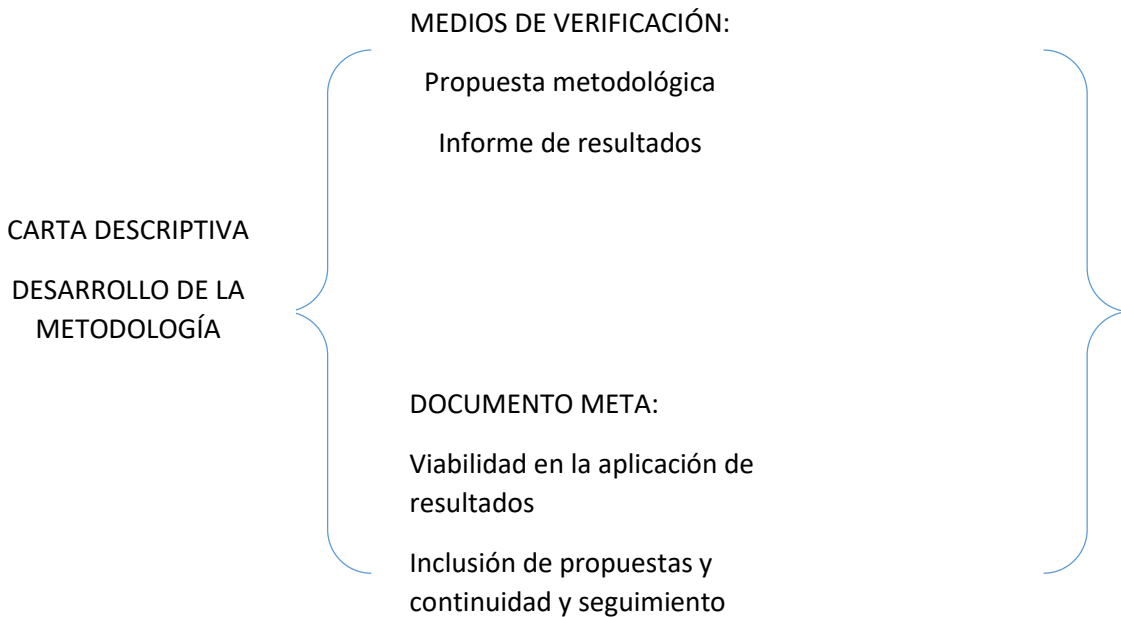 MEDIOS DE VERIFICACIÓN:
Propuesta metodológica
Informe de resultados
CARTA DESCRIPTIVA
DESARROLLO DE LA
METODOLOGÍA
DOCUMENTO META:
Viabilidad en la aplicación de
resultados
Inclusión de propuestas y
continuidad y seguimiento